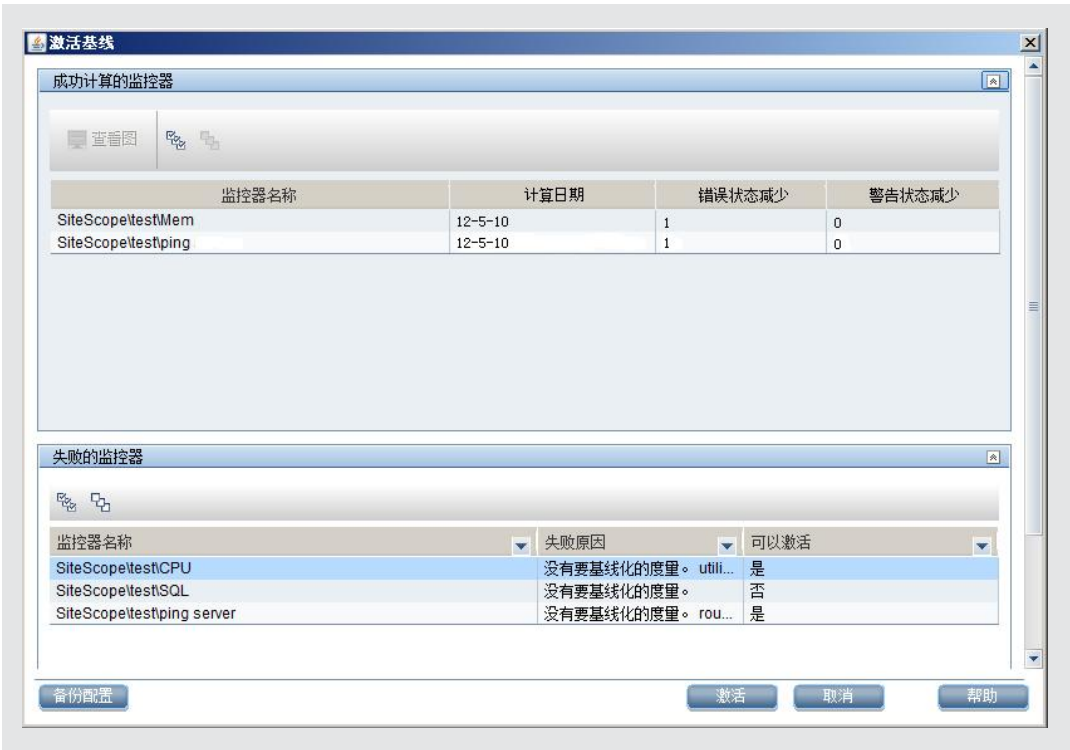 激活基线
成功计算的监控器
查看图
监控器名称 计算日期 错误状态减少 警告状态减少
SiteScope\test\Mem 12-5-10 1 0
SiteScope\test\ping 12-5-10 1 0
失败的监控器
监控器名称 失败原因 可以激活
SiteScope\test\CPU 没有要基线化的度量。 utili... 是
SiteScope\test\SQL 没有要基线化的度量。 否
SiteScope\test\ping server 没有要基线化的度量。 rou... 是
备份配置 激活 取消 帮助